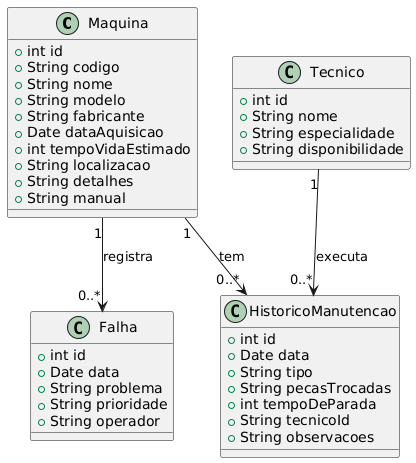 C Maquina
int id
String codigo
String nome
String modelo
String fabricante
Date dataAquisicao
int tempoVidaEstimado
String localizacao
String detalhes
String manual
C Tecnico
int id
String nome
String especialidade
String disponibilidade
1
1
1
registra
tem
executa
0..*
0..*
0..*
C Falha
int id
Date data
String problema
String prioridade
String operador
C HistoricoManutencao
int id
Date data
String tipo
String pecasTrocadas
int tempoDeParada
String tecnicoId
String observacoes